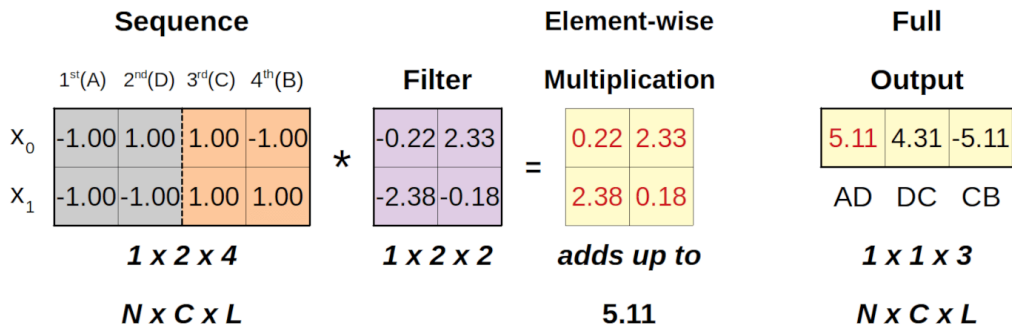 Sequence Element-wise
1st(A) 2nd(D) 3rd(C) 4th(B) Filter Multiplication Full Output
x0 -1.00 1.00 1.00 -1.00 -0.22 2.33 0.22 2.33 5.11 4.31 -5.11
* =
x1 -1.00 -1.00 1.00 1.00 -2.38 -0.18 2.38 0.18 AD DC CB
1 x 2 x 4 1 x 2 x 2 adds up to 1 x 1 x 3
N x C x L 5.11 N x C x L